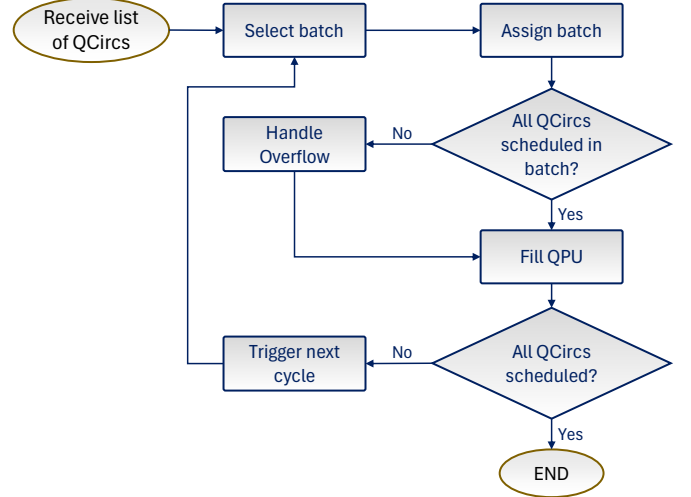 Receive list
of QCircs
Select batch
Assign batch
All QCircs
scheduled in
batch?
No
Handle
Overflow
Yes
Fill QPU
All QCircs
scheduled?
No
Trigger next
cycle
Yes
END